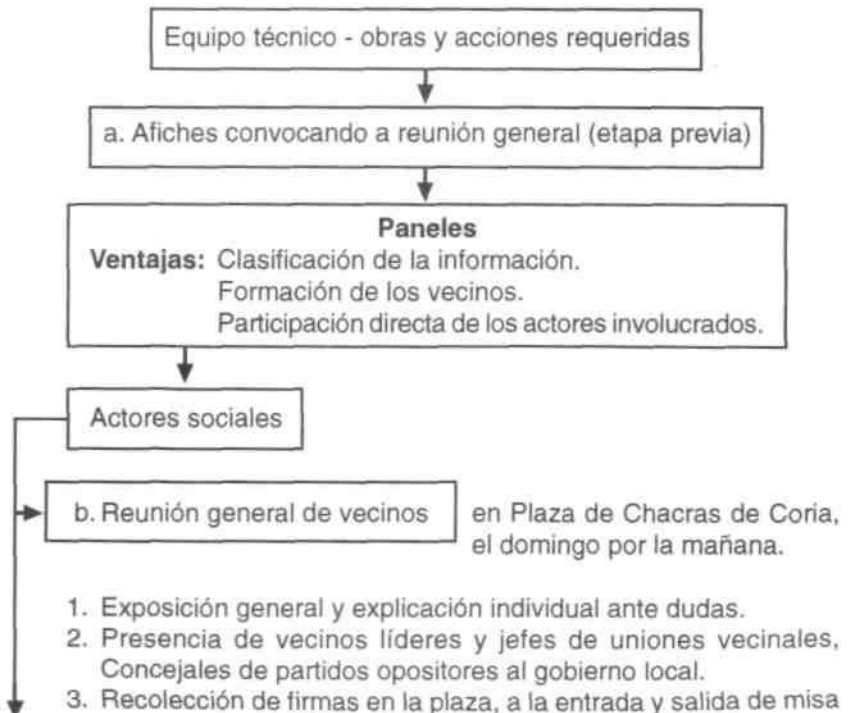 Equipo técnico - obras y acciones requeridas
a. Afiches convocando a reunión general (etapa previa)
Paneles
Ventajas: Clasificación de la información.
Formación de los vecinos.
Participación directa de los actores involucrados.
Actores sociales
b. Reunión general de vecinos
en Plaza de Chacras de Coria,
el domingo por la mañana.
1. Exposición general y explicación individual ante dudas.
2. Presencia de vecinos líderes y jefes de uniones vecinales,
Concejales de partidos opositores al gobierno local.
3. Recolección de firmas en la plaza, a la entrada y salida de misa